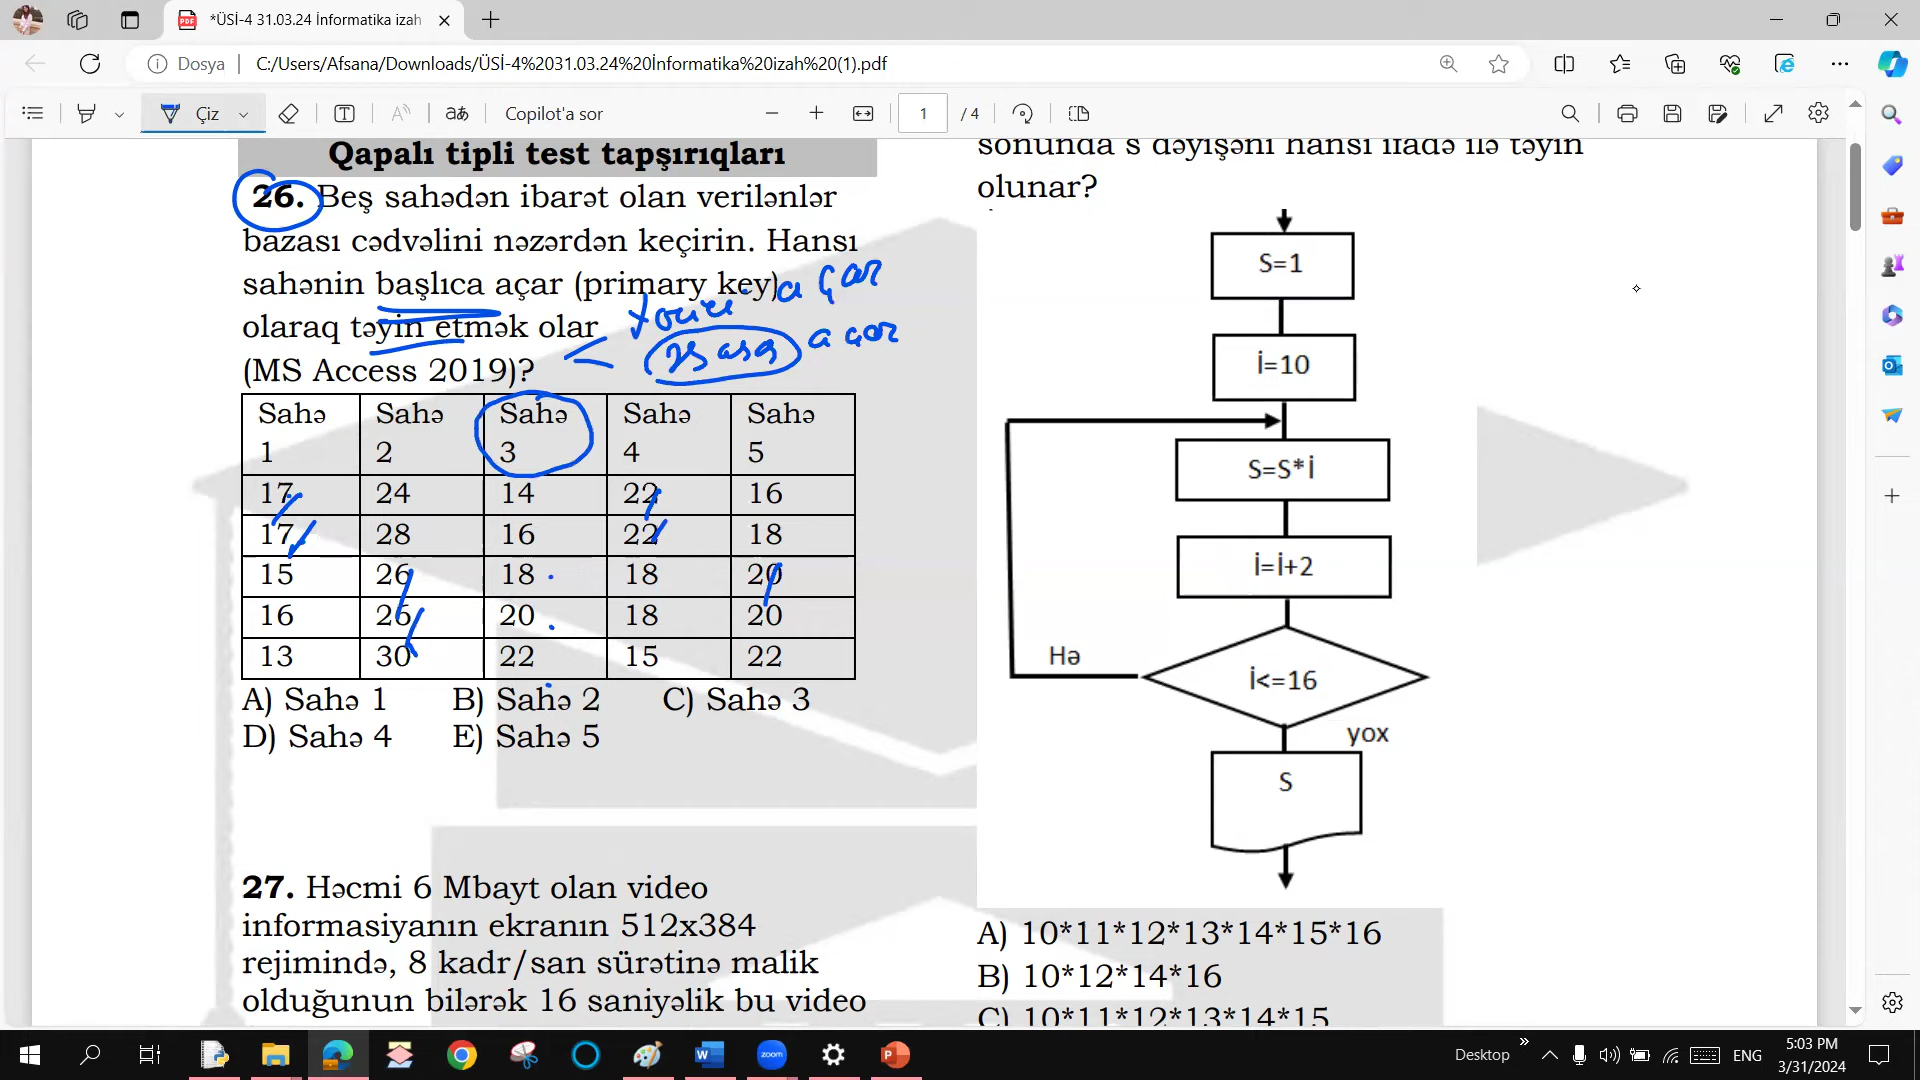 *ÜSİ-4 31.03.24 İnformatika izah
Dosya
C:/Users/Afsana/Downloads/ÜSİ-4%2031.03.24%20İnformatika%20izah%20(1).pdf
Çiz
aあ
Copilot'a sor
1 / 4
Qapalı tipli test tapşırıqları
26. Beş sahədən ibarət olan verilənlər
bazası cədvəlini nəzərdən keçirin. Hansı
sahənin başlıca açar (primary key)
olaraq təyin etmək olar
(MS Access 2019)?
açar
açar
Sahə 1 Sahə 2 Sahə 3 Sahə 4 Sahə 5
17 24 14 22 16
17 28 16 22 18
15 26 18 18 20
16 26 20 18 20
13 30 22 15 22
A) Sahə 1 B) Sahə 2 C) Sahə 3
D) Sahə 4 E) Sahə 5
27. Həcmi 6 Mbayt olan video
informasiyanın ekranın 512x384
rejimində, 8 kadr/san sürətinə malik
olduğunun bilərək 16 saniyəlik bu video
sonunda s dəyişəni hansı ifadə ilə təyin
olunar?
S=1
İ=10
S=S*İ
İ=İ+2
Hə
İ<=16
yox
S
A) 10*11*12*13*14*15*16
B) 10*12*14*16
C) 10*11*12*13*14*15
zoom
Desktop
ENG
5:03 PM
3/31/2024